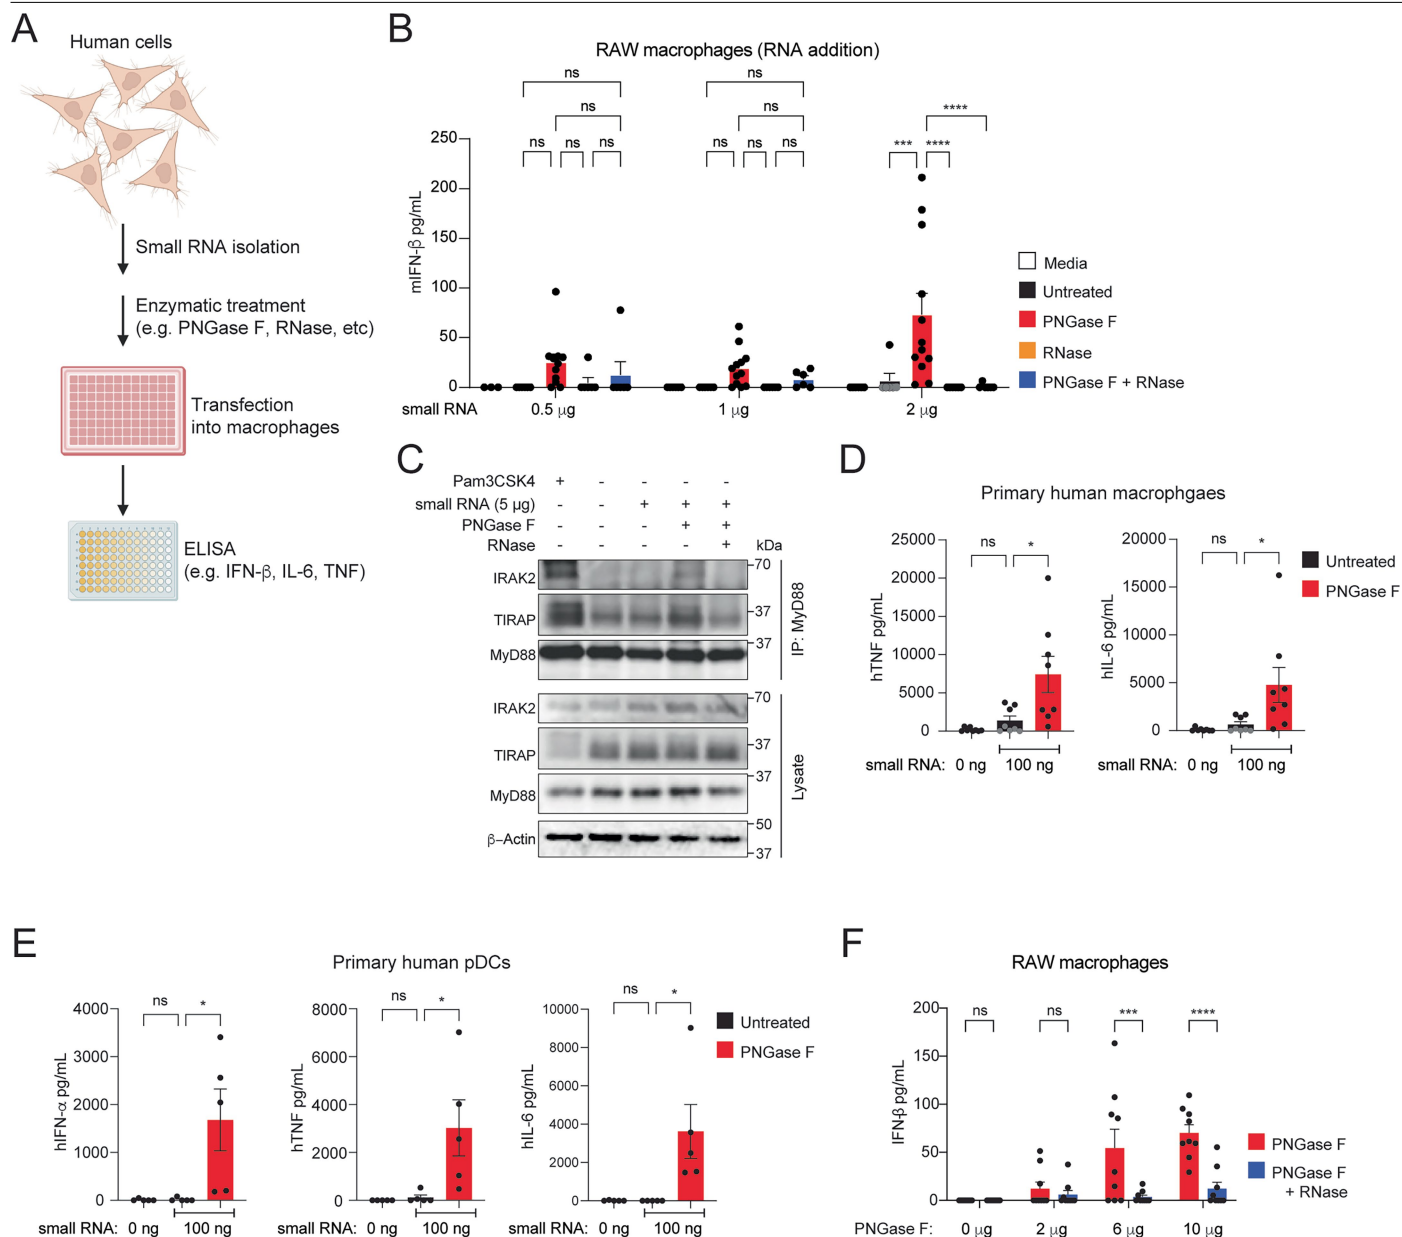 A
Human cells
Small RNA isolation
Enzymatic treatment
(e.g. PNGase F, RNase, etc)
Transfection
into macrophages
ELISA
(e.g. IFN-β, IL-6, TNF)
B
RAW macrophages (RNA addition)
ns ns ****
ns ns
ns ns ns ns ns ns *** ****
mIFN-β pg/mL
250
200
150
100
50
0
small RNA 0.5 μg 1 μg 2 μg
Media
Untreated
PNGase F
RNase
PNGase F + RNase
C
Pam3CSK4 + - - - -
small RNA (5 μg) - - + + +
PNGase F - - - + +
RNase - - - - + kDa
IRAK2 70
TIRAP 37
MyD88 37
IP: MyD88
IRAK2 70
TIRAP 37
MyD88 37
β-Actin 50
37
Lysate
D
Primary human macrophgaes
ns *
hTNF pg/mL
25000
20000
15000
10000
5000
0
small RNA: 0 ng 100 ng
ns *
hIL-6 pg/mL
20000
15000
10000
5000
0
small RNA: 0 ng 100 ng
Untreated
PNGase F
E
Primary human pDCs
ns *
hIFN-α pg/mL
4000
3000
2000
1000
0
small RNA: 0 ng 100 ng
ns *
hTNF pg/mL
8000
6000
4000
2000
0
small RNA: 0 ng 100 ng
ns *
hIL-6 pg/mL
10000
8000
6000
4000
2000
0
small RNA: 0 ng 100 ng
Untreated
PNGase F
F
RAW macrophages
ns ns *** ****
IFN-β pg/mL
200
150
100
50
0
PNGase F: 0 μg 2 μg 6 μg 10 μg
PNGase F
PNGase F
+ RNase